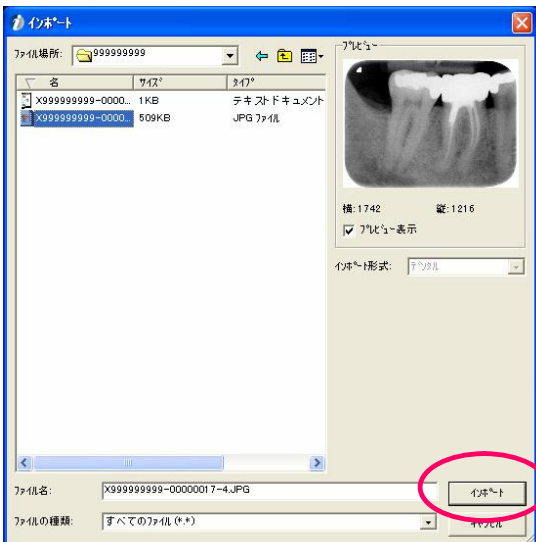 インポート
ファイル場所: 999999999
プレビュー
名 サイズ タイプ
X999999999-0000... 1KB テキストドキュメント
X999999999-0000... 509KB JPG ファイル
横:1742 縦:1216
プレビュー表示
インポート形式: デジタル
ファイル名: X999999999-00000017-4.JPG
インポート
ファイルの種類: すべてのファイル (*.*)
キャンセル